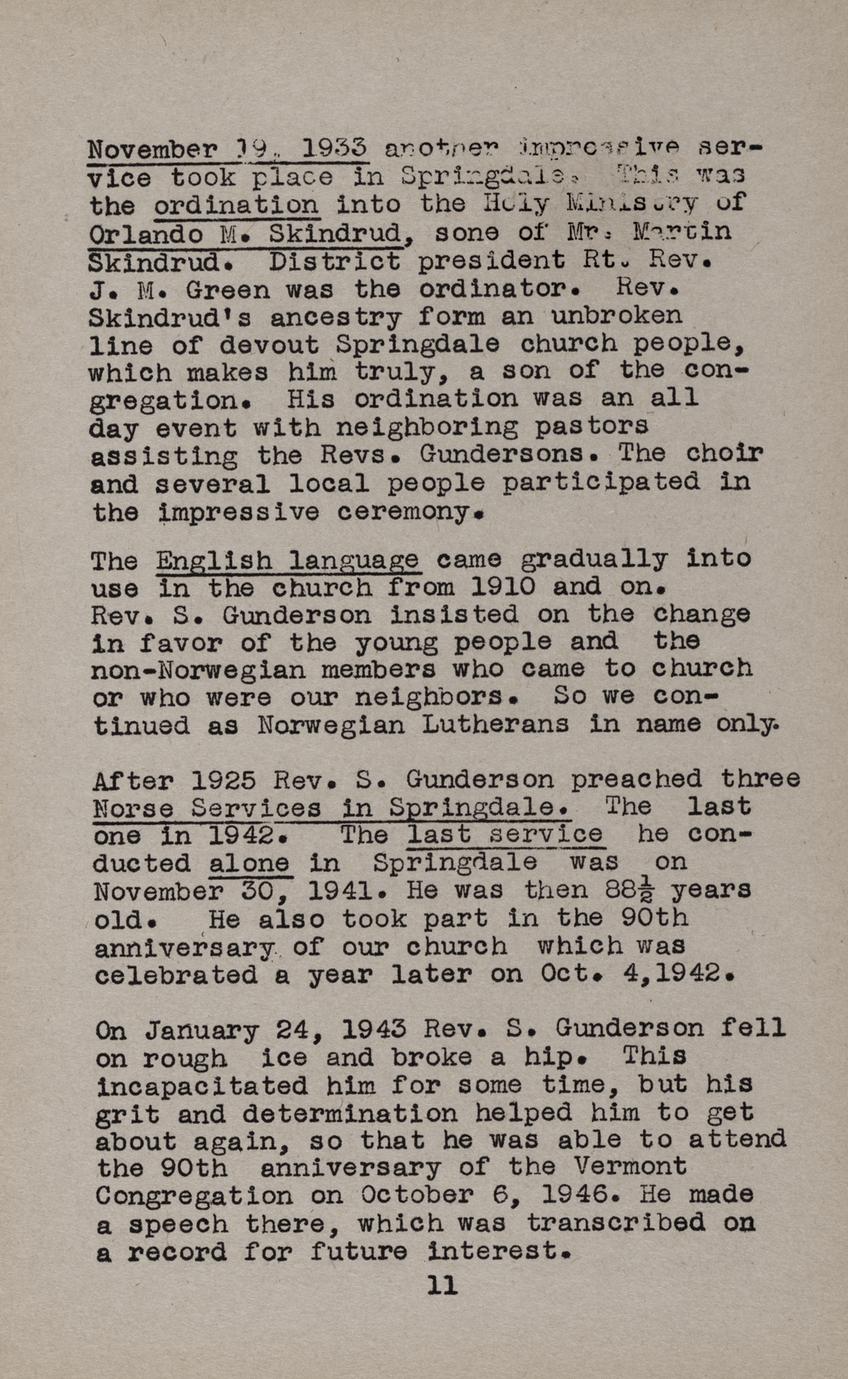 November 19, 1933 another impressive ser-
vice took place in Springdale. This was
the ordination into the Holy Ministry of
Orlando M. Skindrud, sone of Mr. Martin
Skindrud. District president Rt. Rev.
J. M. Green was the ordinator. Rev.
Skindrud's ancestry form an unbroken
line of devout Springdale church people,
which makes him truly, a son of the con-
gregation. His ordination was an all
day event with neighboring pastors
assisting the Revs. Gundersons. The choir
and several local people participated in
the impressive ceremony.
The English language came gradually into
use in the church from 1910 and on.
Rev. S. Gunderson insisted on the change
in favor of the young people and the
non-Norwegian members who came to church
or who were our neighbors. So we con-
tinued as Norwegian Lutherans in name only.
After 1925 Rev. S. Gunderson preached three
Norse Services in Springdale. The last
one in 1942. The last service he con-
ducted alone in Springdale was on
November 30, 1941. He was then 88½ years
old. He also took part in the 90th
anniversary of our church which was
celebrated a year later on Oct. 4,1942.
On January 24, 1943 Rev. S. Gunderson fell
on rough ice and broke a hip. This
incapacitated him for some time, but his
grit and determination helped him to get
about again, so that he was able to attend
the 90th anniversary of the Vermont
Congregation on October 6, 1946. He made
a speech there, which was transcribed on
a record for future interest.
11